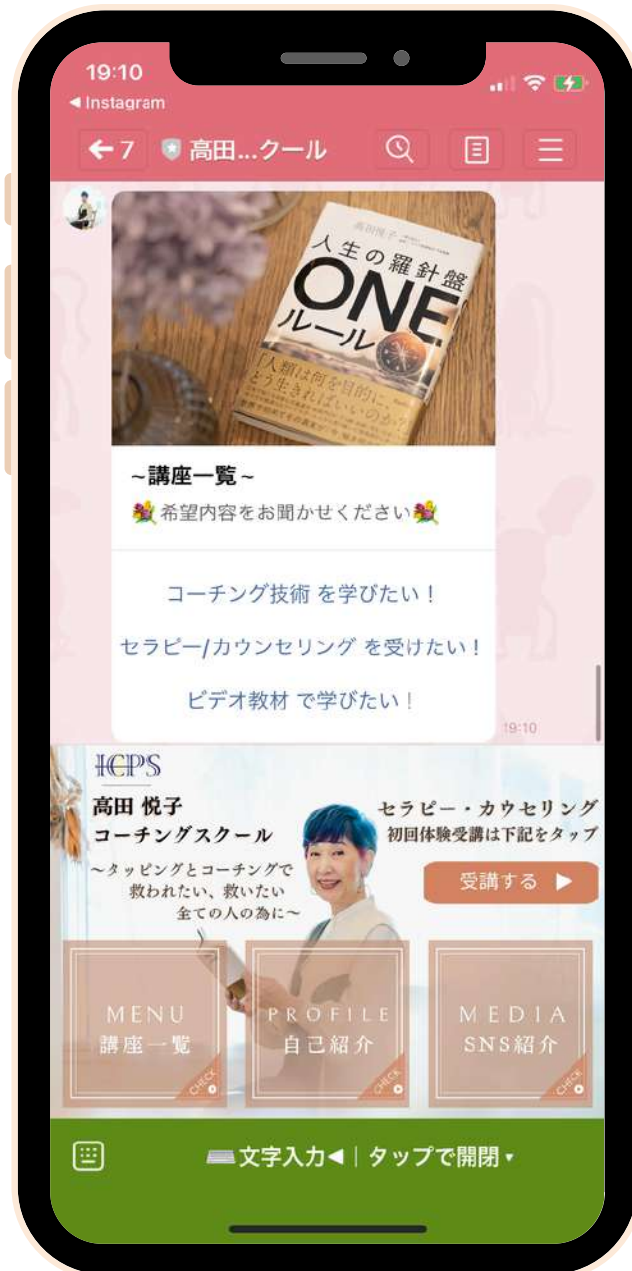 19:10
◀ Instagram
← 7 高田...クール
高田悦子
人生の羅針盤
ONE
ルール
「人類は何を目的に、
どう生きればいいのか?
~講座一覧~
💐希望内容をお聞かせください💐
コーチング技術 を学びたい!
セラピー/カウンセリング を受けたい!
ビデオ教材 で学びたい!
19:10
ICPS
高田 悦子
コーチングスクール
~タッピングとコーチングで
救われたい、救いたい
全ての人の為に~
セラピー・カウセリング
初回体験受講は下記をタップ
受講する ▶
MENU
講座一覧
CHECK
PROFILE
自己紹介
CHECK
MEDIA
SNS紹介
CHECK
⌨文字入力◀|タップで開閉▼